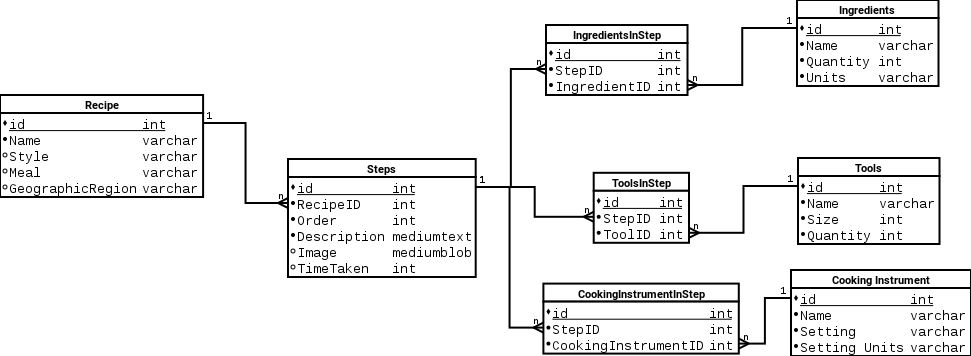 Recipe
id int
Name varchar
Style varchar
Meal varchar
GeographicRegion varchar
1
n
Steps
id int
RecipeID int
Order int
Description mediumtext
Image mediumblob
TimeTaken int
1
n
IngredientsInStep
id int
StepID int
IngredientID int
n
1
Ingredients
id int
Name varchar
Quantity int
Units varchar
n
ToolsInStep
id int
StepID int
ToolID int
n
1
Tools
id int
Name varchar
Size int
Quantity int
n
CookingInstrumentInStep
id int
StepID int
CookingInstrumentID int
n
1
Cooking Instrument
id int
Name varchar
Setting varchar
Setting Units varchar